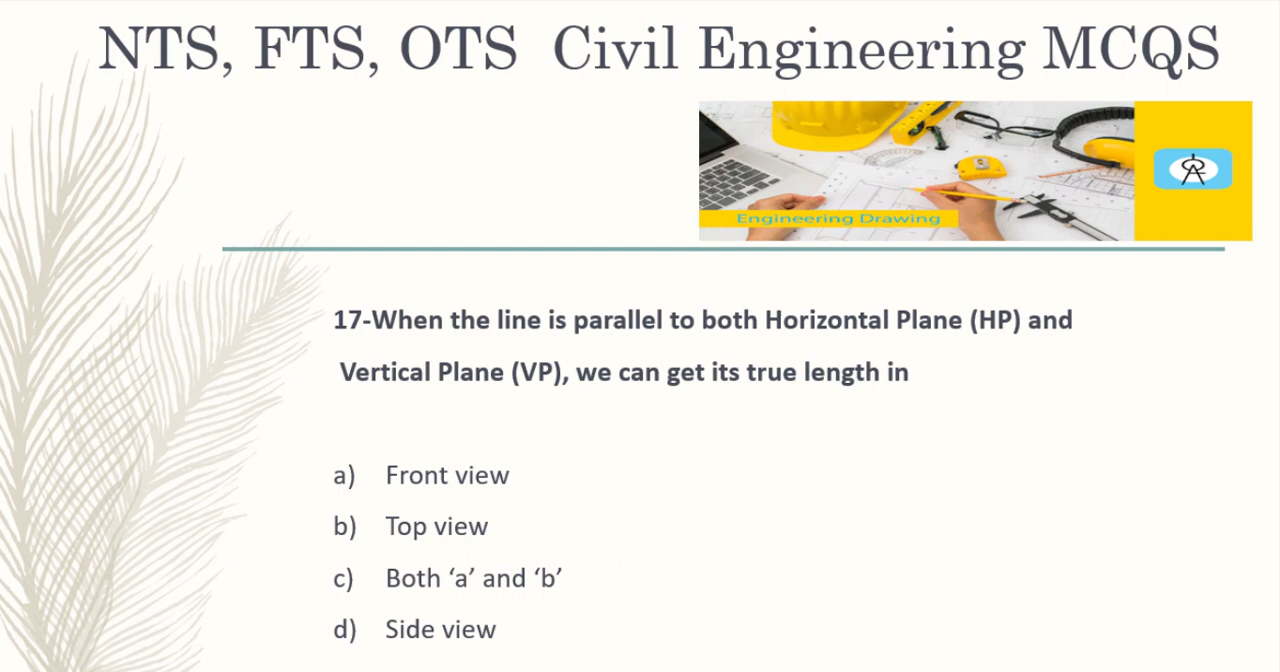 NTS, FTS, OTS Civil Engineering MCQS
Engineering Drawing
17-When the line is parallel to both Horizontal Plane (HP) and
Vertical Plane (VP), we can get its true length in
a) Front view
b) Top view
c) Both ‘a’ and ‘b’
d) Side view